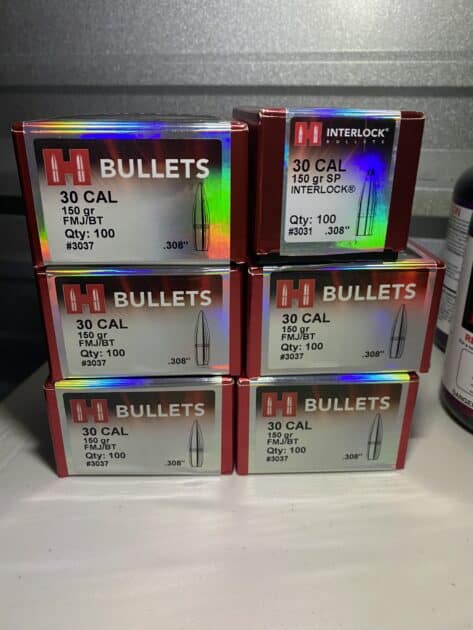 H BULLETS
30 CAL
150 gr
FMJ/BT
Qty: 100
#3037
.308"
H INTERLOCK®
BULLETS
30 CAL
150 gr SP
INTERLOCK®
Qty: 100
#3031 .308"
H BULLETS
30 CAL
150 gr
FMJ/BT
Qty: 100
#3037
.308"
H BULLETS
30 CAL
150 gr
FMJ/BT
Qty: 100
#3037
.308"
H BULLETS
30 CAL
150 gr
FMJ/BT
Qty: 100
#3037
.308"
H BULLETS
30 CAL
150 gr
FMJ/BT
Qty: 100
#3037
.308"